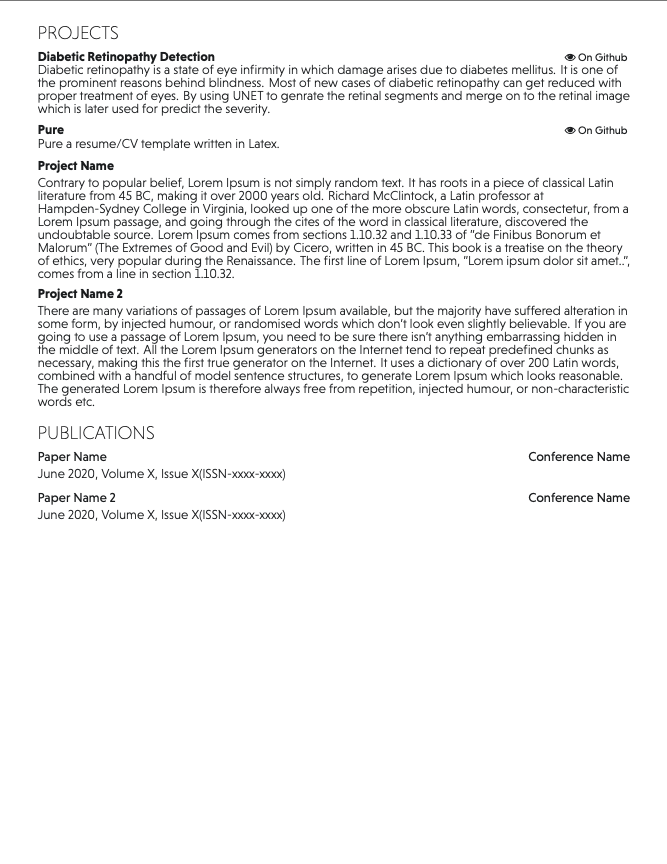 PROJECTS
Diabetic Retinopathy Detection On Github
Diabetic retinopathy is a state of eye infirmity in which damage arises due to diabetes mellitus. It is one of
the prominent reasons behind blindness. Most of new cases of diabetic retinopathy can get reduced with
proper treatment of eyes. By using UNET to genrate the retinal segments and merge on to the retinal image
which is later used for predict the severity.
Pure On Github
Pure a resume/CV template written in Latex.
Project Name
Contrary to popular belief, Lorem Ipsum is not simply random text. It has roots in a piece of classical Latin
literature from 45 BC, making it over 2000 years old. Richard McClintock, a Latin professor at
Hampden-Sydney College in Virginia, looked up one of the more obscure Latin words, consectetur, from a
Lorem Ipsum passage, and going through the cites of the word in classical literature, discovered the
undoubtable source. Lorem Ipsum comes from sections 1.10.32 and 1.10.33 of “de Finibus Bonorum et
Malorum” (The Extremes of Good and Evil) by Cicero, written in 45 BC. This book is a treatise on the theory
of ethics, very popular during the Renaissance. The first line of Lorem Ipsum, “Lorem ipsum dolor sit amet..”,
comes from a line in section 1.10.32.
Project Name 2
There are many variations of passages of Lorem Ipsum available, but the majority have suffered alteration in
some form, by injected humour, or randomised words which don’t look even slightly believable. If you are
going to use a passage of Lorem Ipsum, you need to be sure there isn’t anything embarrassing hidden in
the middle of text. All the Lorem Ipsum generators on the Internet tend to repeat predefined chunks as
necessary, making this the first true generator on the Internet. It uses a dictionary of over 200 Latin words,
combined with a handful of model sentence structures, to generate Lorem Ipsum which looks reasonable.
The generated Lorem Ipsum is therefore always free from repetition, injected humour, or non-characteristic
words etc.
PUBLICATIONS
Paper Name Conference Name
June 2020, Volume X, Issue X(ISSN-xxxx-xxxx)
Paper Name 2 Conference Name
June 2020, Volume X, Issue X(ISSN-xxxx-xxxx)